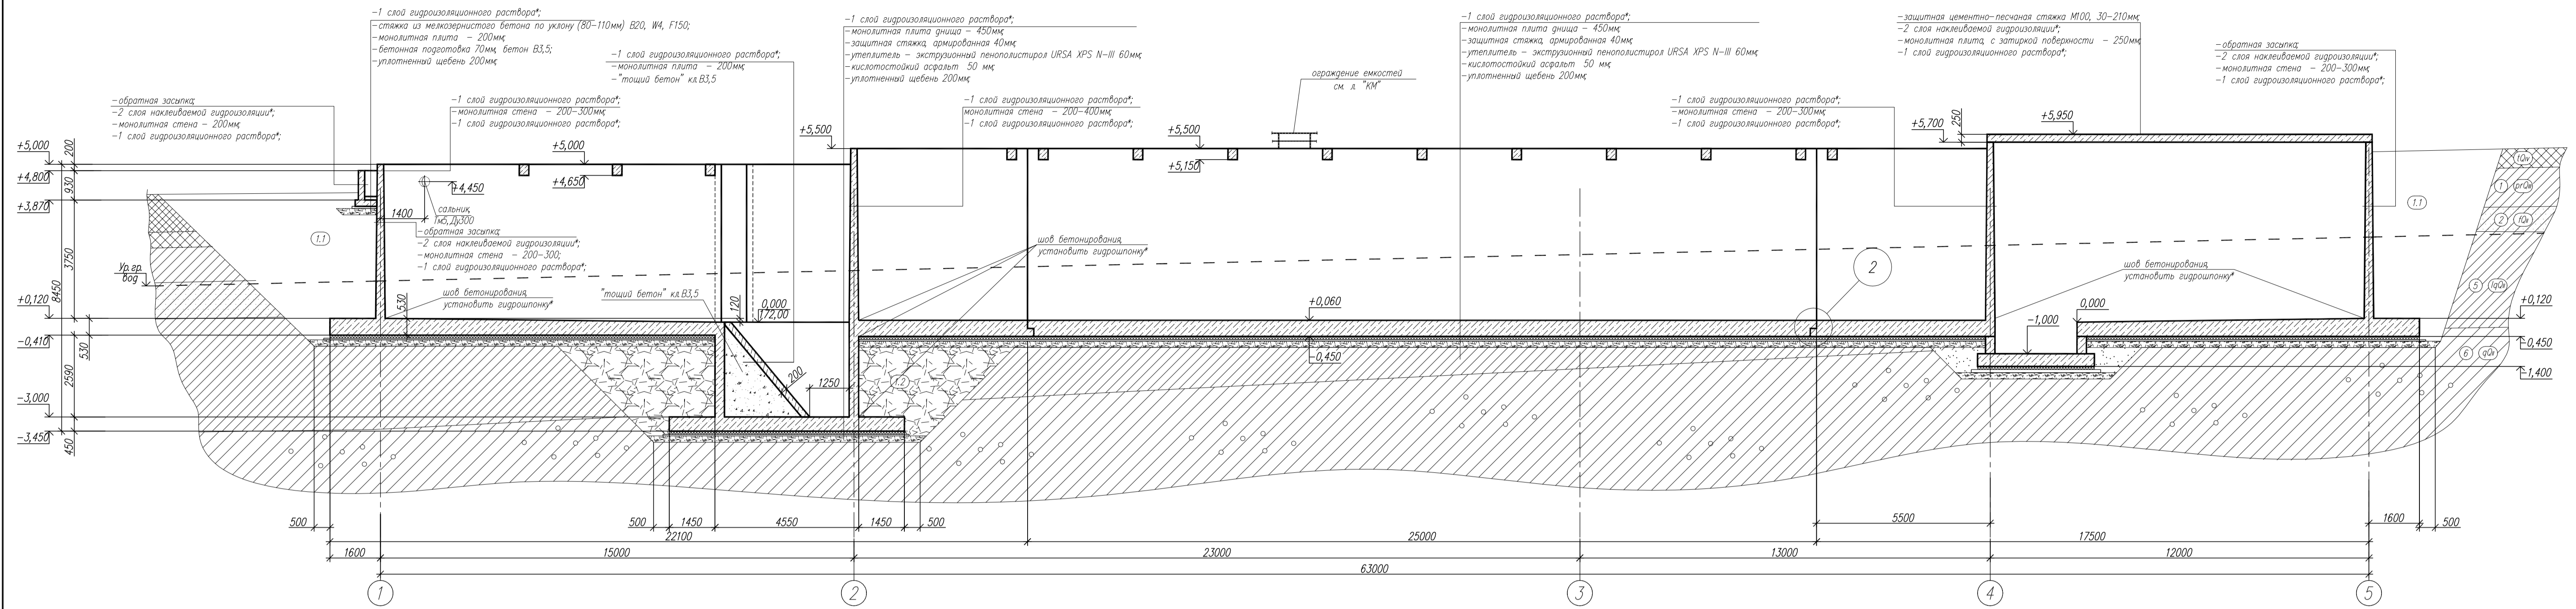 -1 слой гидроизоляционного раствора*;
-стяжка из мелкозернистого бетона по уклону (80-110мм) В20, W4, F150;
-монолитная плита - 200мм;
-бетонная подготовка 70мм, бетон В3,5;
-уплотненный щебень 200мм;
-1 слой гидроизоляционного раствора*;
-монолитная плита - 200мм;
-"тощий бетон" кл.В3,5
-1 слой гидроизоляционного раствора*;
-монолитная плита днища - 450мм;
-защитная стяжка, армированная 40мм;
-утеплитель - экструзионный пенополистирол URSA XPS N-III 60мм;
-кислотостойкий асфальт 50 мм;
-уплотненный щебень 200мм;
-1 слой гидроизоляционного раствора*;
-монолитная плита днища - 450мм;
-защитная стяжка, армированная 40мм;
-утеплитель - экструзионный пенополистирол URSA XPS N-III 60мм;
-кислотостойкий асфальт 50 мм;
-уплотненный щебень 200мм;
-защитная цементно-песчаная стяжка М100, 30-210мм;
-2 слоя наклеиваемой гидроизоляции*;
-монолитная плита, с затиркой поверхности - 250мм
-1 слой гидроизоляционного раствора*;
-обратная засыпка;
-2 слоя наклеиваемой гидроизоляции*;
-монолитная стена - 200-300мм;
-1 слой гидроизоляционного раствора*;
ограждение емкостей
см. л. "КМ"
-обратная засыпка;
-2 слоя наклеиваемой гидроизоляции*;
-монолитная стена - 200мм;
-1 слой гидроизоляционного раствора*;
-1 слой гидроизоляционного раствора*;
-монолитная стена - 200-300мм;
-1 слой гидроизоляционного раствора*;
-1 слой гидроизоляционного раствора*;
монолитная стена - 200-400мм;
-1 слой гидроизоляционного раствора*;
-1 слой гидроизоляционного раствора*;
-монолитная стена - 200-300мм;
-1 слой гидроизоляционного раствора*;
+5,000
200
+4,800
930
+3,870
3750
8450
+0,120
-0,410
530
2590
-3,000
-3,450
450
Ур.гр.
вод
1.1
+5,000
+4,650
+4,450
сальник,
м5, Ду300
1400
-обратная засыпка;
-2 слоя наклеиваемой гидроизоляции*;
-монолитная стена - 200-300;
-1 слой гидроизоляционного раствора*;
шов бетонирования,
установить гидрошпонку*
530
"тощий бетон" кл.В3,5
120
0,000
172,00
200
1250
1.2
+5,500
+5,500
+5,150
шов бетонирования,
установить гидрошпонку*
+0,060
-0,450
2
+5,700
250
+5,950
шов бетонирования,
установить гидрошпонку*
0,000
-1,000
1.1
tQIV
1
prQIII
2
5
6
+0,120
-0,450
-1,400
500
500
1450
4550
1450
500
5500
1600
500
22100
25000
17500
1600
15000
23000
13000
12000
63000
1
2
3
4
5